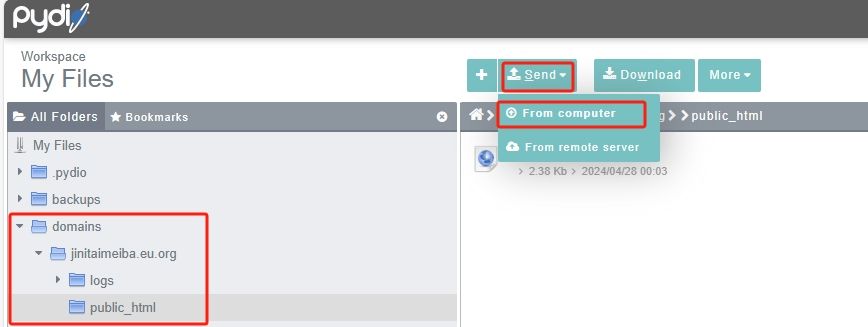 pydio
Workspace
My Files
Send
Download
More
All Folders
Bookmarks
From computer
public_html
My Files
From remote server
.pydio
2.38 Kb
2024/04/28 00:03
backups
domains
jinitaimeiba.eu.org
logs
public_html